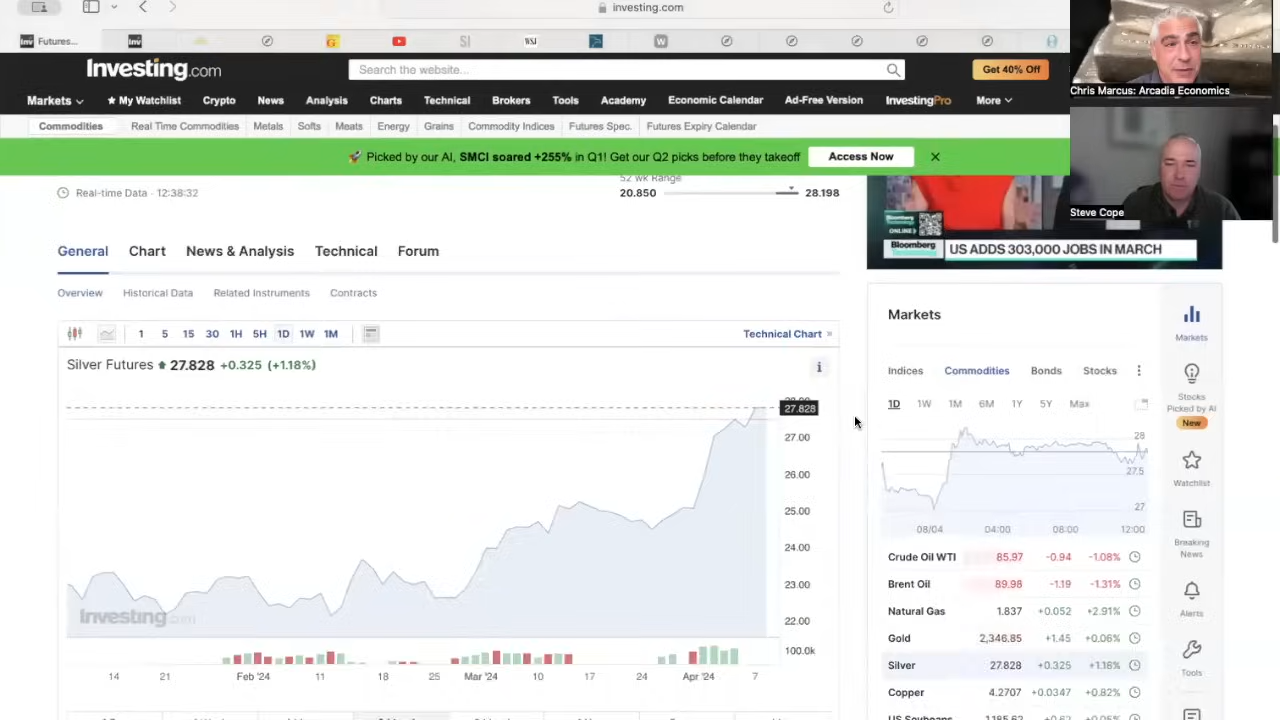 investing.com
Futures...
G
SI
WSJ
W
Investing.com
Search the website...
Get 40% Off
Chris Marcus: Arcadia Economics
Markets
My Watchlist
Crypto
News
Analysis
Charts
Technical
Brokers
Tools
Academy
Economic Calendar
Ad-Free Version
InvestingPro
More
Commodities
Real Time Commodities
Metals
Softs
Meats
Energy
Grains
Commodity Indices
Futures Spec.
Futures Expiry Calendar
Picked by our AI, SMCI soared +255% in Q1! Get our Q2 picks before they takeoff
Access Now
Steve Cope
Real-time Data · 12:38:32
52 wk Range
20.850
28.198
Bloomberg
US ADDS 303,000 JOBS IN MARCH
General
Chart
News & Analysis
Technical
Forum
Overview
Historical Data
Related Instruments
Contracts
1
5
15
30
1H
5H
1D
1W
1M
Technical Chart »
Silver Futures 27.828 +0.325 (+1.18%)
i
27.828
27.00
26.00
25.00
24.00
23.00
22.00
100.0k
Investing.com
14
21
Feb '24
11
18
25
Mar '24
10
17
24
Apr '24
7
Markets
Indices
Commodities
Bonds
Stocks
1D
1W
1M
6M
1Y
5Y
Max
28
27.5
27
08/04
04:00
08:00
12:00
Crude Oil WTI 85.97 -0.94 -1.08%
Brent Oil 89.98 -1.19 -1.31%
Natural Gas 1.837 +0.052 +2.91%
Gold 2,346.85 +1.45 +0.06%
Silver 27.828 +0.325 +1.18%
Copper 4.2707 +0.0347 +0.82%
US Soybeans
Markets
Stocks
Picked by AI
New
Watchlist
Breaking
News
Alerts
Tools